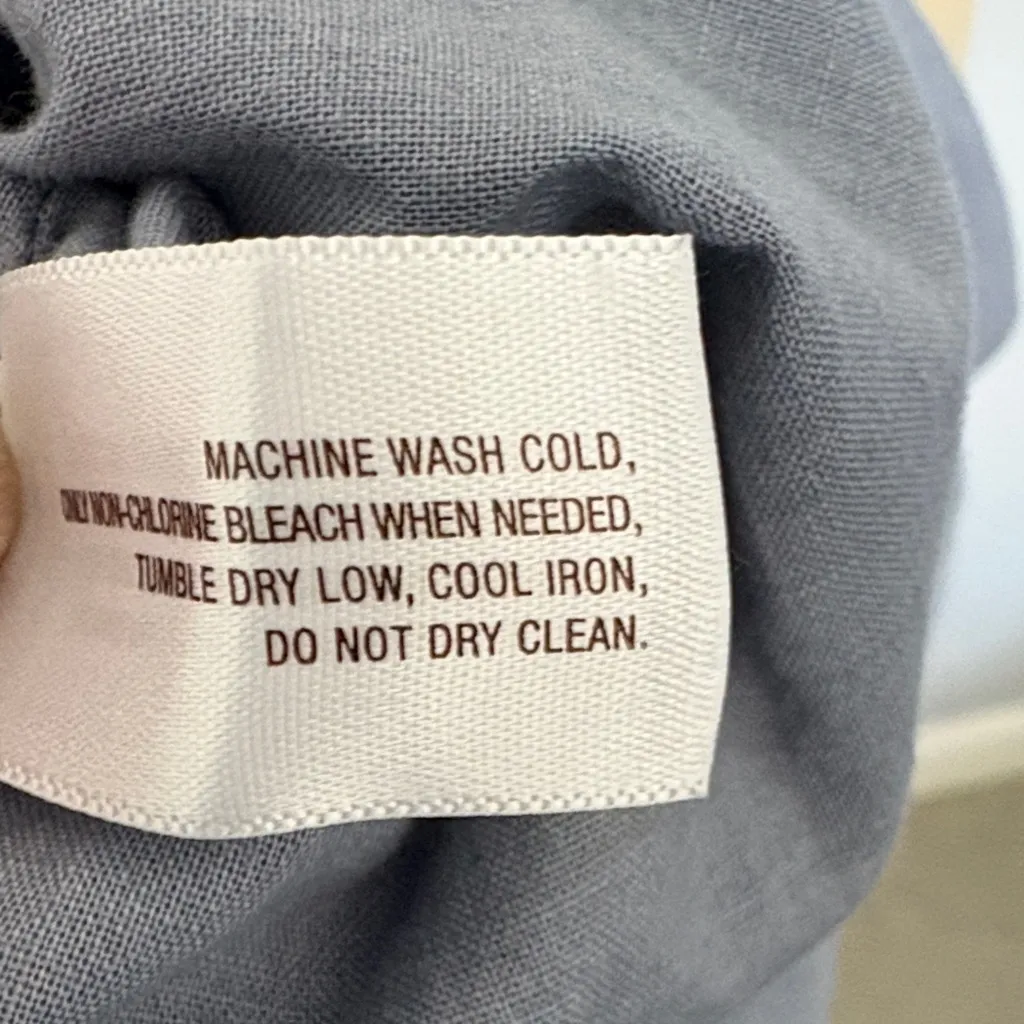 MACHINE WASH COLD,
ONLY NON-CHLORINE BLEACH WHEN NEEDED,
TUMBLE DRY LOW, COOL IRON,
DO NOT DRY CLEAN.